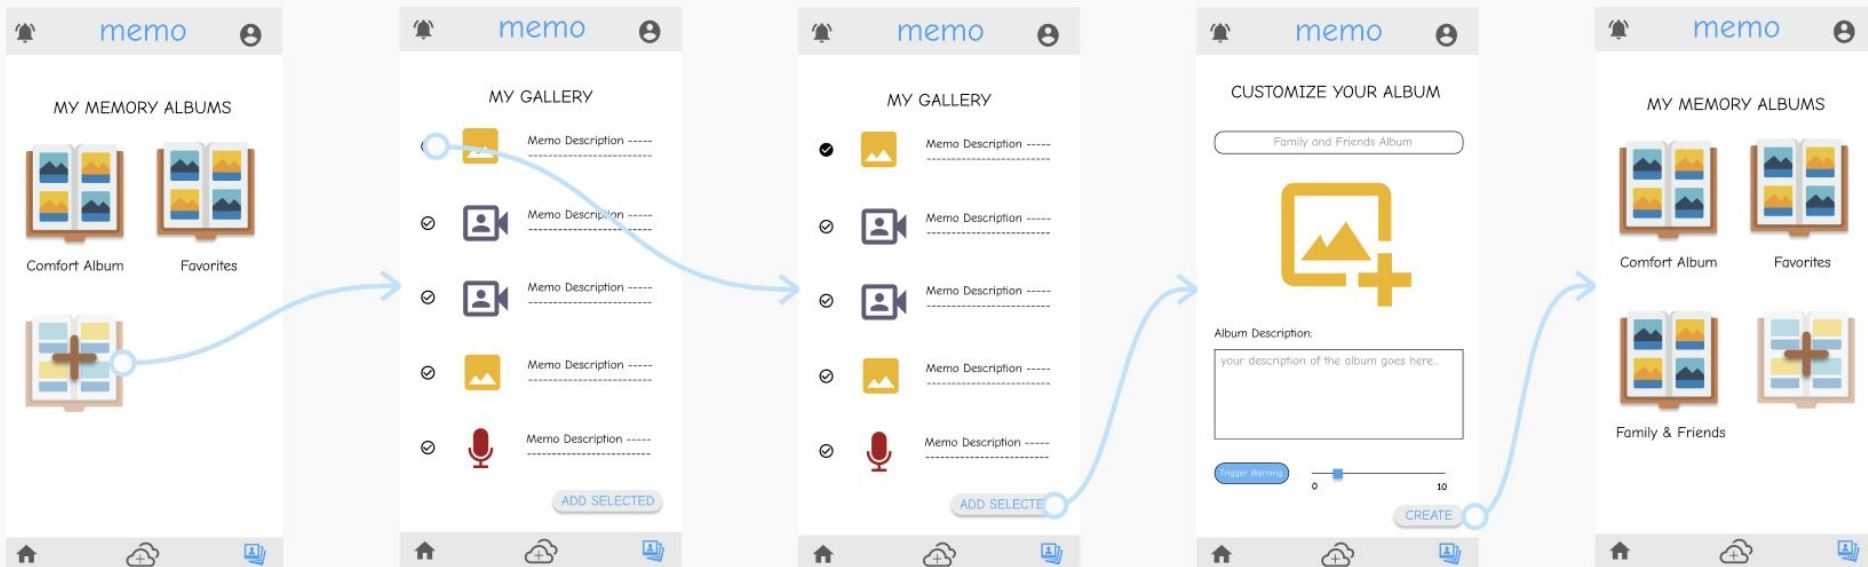 memo
MY MEMORY ALBUMS
Comfort Album
Favorites
memo
MY GALLERY
Memo Description -----
Memo Description -----
Memo Description -----
Memo Description -----
Memo Description -----
ADD SELECTED
memo
MY GALLERY
Memo Description -----
Memo Description -----
Memo Description -----
Memo Description -----
Memo Description -----
ADD SELECTE
memo
CUSTOMIZE YOUR ALBUM
Family and Friends Album
Album Description:
your description of the album goes here..
Trigger Warning
0
10
CREATE
memo
MY MEMORY ALBUMS
Comfort Album
Favorites
Family & Friends